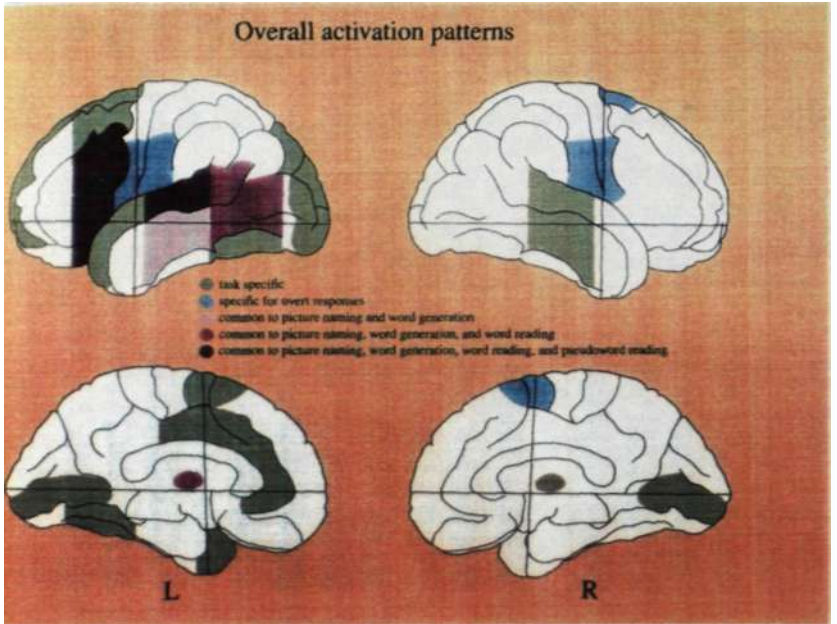 Overall activation patterns
task specific
specific for overt responses
common to picture naming and word generation
common to picture naming, word generation, and word reading
common to picture naming, word generation, word reading, and pseudoword reading
L
R